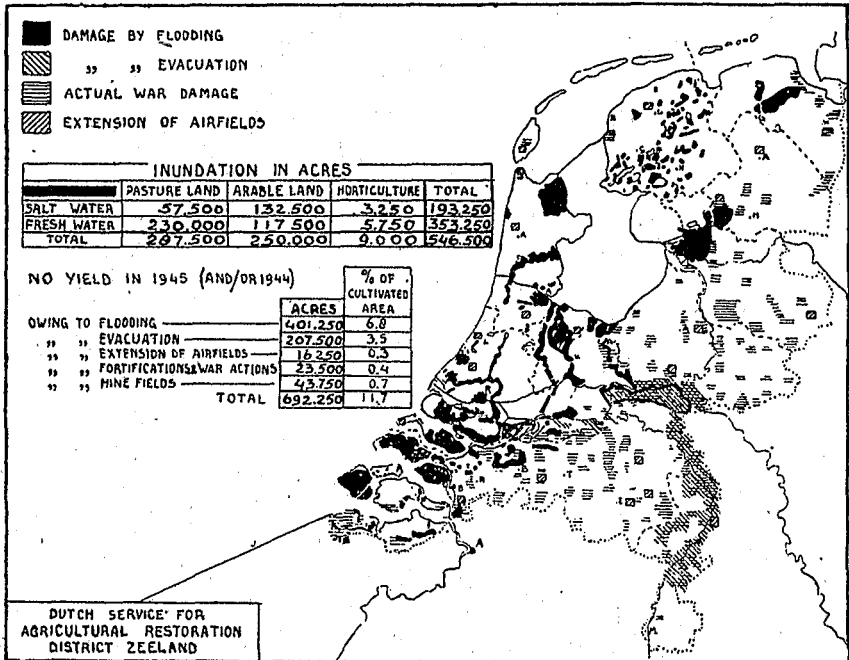 DAMAGE BY FLOODING
,, ,, EVACUATION
ACTUAL WAR DAMAGE
EXTENSION OF AIRFIELDS
INUNDATION IN ACRES
PASTURE LAND ARABLE LAND HORTICULTURE TOTAL
SALT WATER 57.500 132.500 3.250 193.250
FRESH WATER 230.000 117.500 5.750 353.250
TOTAL 287.500 250.000 9.000 546.500
NO YIELD IN 1945 (AND/OR 1944)
ACRES % OF CULTIVATED AREA
OWING TO FLOODING 401.250 6.8
,, ,, EVACUATION 207.500 3.5
,, ,, EXTENSION OF AIRFIELDS 16.250 0.3
,, ,, FORTIFICATIONS & WAR ACTIONS 23.500 0.4
,, ,, MINE FIELDS 43.750 0.7
TOTAL 692.250 11.7
A
DUTCH SERVICE FOR
AGRICULTURAL RESTORATION
DISTRICT ZEELAND